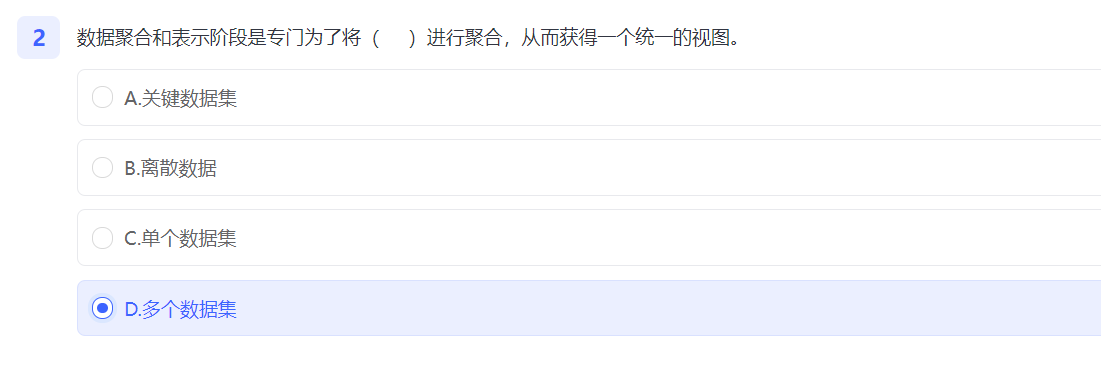 2 数据聚合和表示阶段是专门为了将（　）进行聚合，从而获得一个统一的视图。
A.关键数据集
B.离散数据
C.单个数据集
D.多个数据集